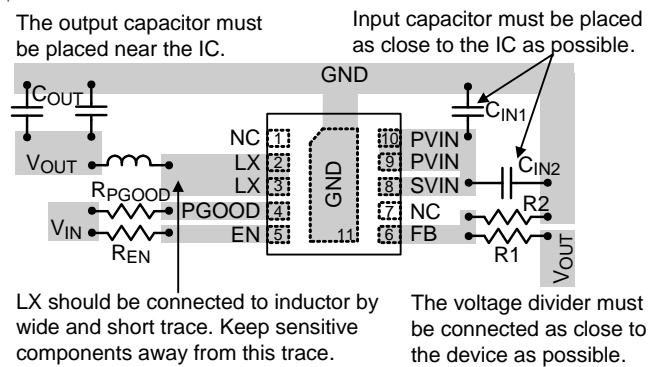 The output capacitor must
be placed near the IC.
Input capacitor must be placed
as close to the IC as possible.
GND
COUT
CIN1
NC 1
10 PVIN
VOUT
LX 2
9 PVIN
CIN2
LX 3
GND
8 SVIN
RPGOOD
PGOOD 4
7 NC
R2
VIN
EN 5
11
6 FB
REN
R1
VOUT
LX should be connected to inductor by
wide and short trace. Keep sensitive
components away from this trace.
The voltage divider must
be connected as close to
the device as possible.